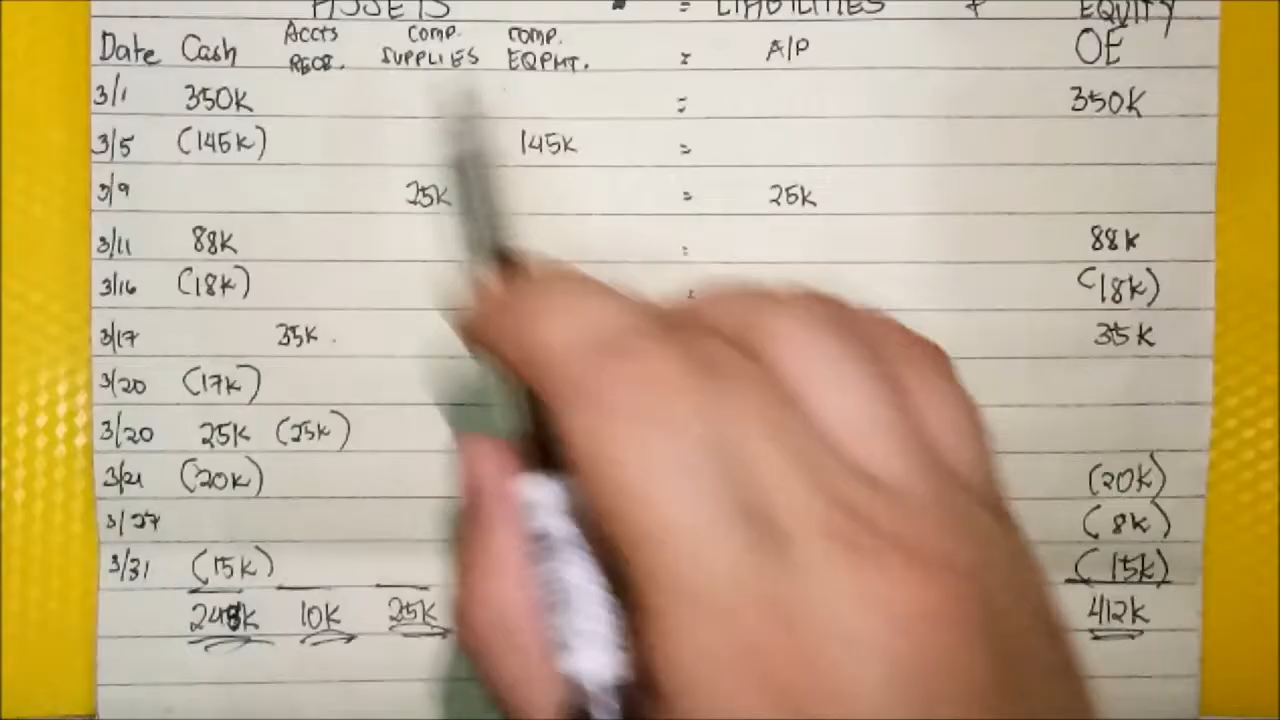 ASSETS = LIABILITIES + EQUITY
Date Cash Accts Comp. SUPPLIES comp. EQPMT. = A/P OE
3/1 350K = 350K
3/5 (145K) 145K =
3/9 25K = 25K
3/11 88K = 88K
3/16 (18K) (18K)
3/17 35K 35K
3/20 (17K)
3/20 25K (25K)
3/21 (20K) (20K)
3/27 (8K)
3/31 (15K) (15K)
248K 10K 25K 412K